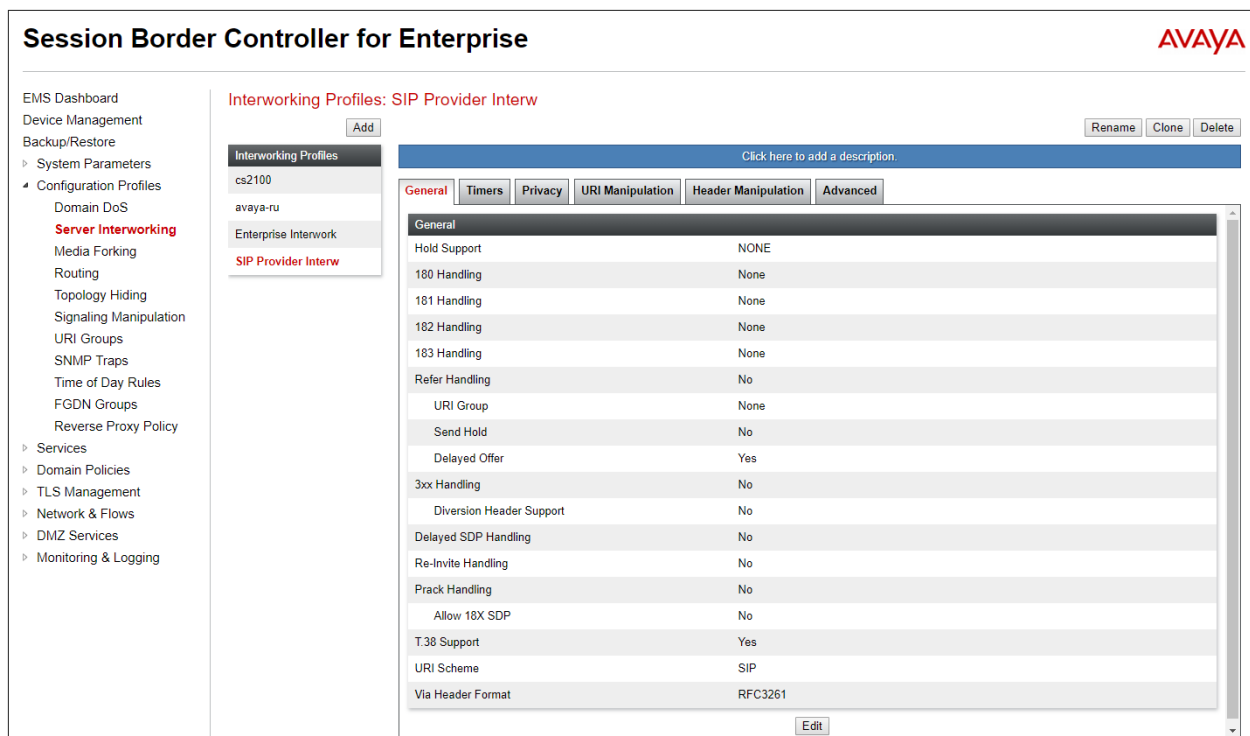 Session Border Controller for Enterprise
AVAYA
EMS Dashboard
Device Management
Backup/Restore
System Parameters
Configuration Profiles
Domain DoS
Server Interworking
Media Forking
Routing
Topology Hiding
Signaling Manipulation
URI Groups
SNMP Traps
Time of Day Rules
FGDN Groups
Reverse Proxy Policy
Services
Domain Policies
TLS Management
Network & Flows
DMZ Services
Monitoring & Logging
Interworking Profiles: SIP Provider Interw
Add
Rename Clone Delete
Interworking Profiles
cs2100
avaya-ru
Enterprise Interwork
SIP Provider Interw
Click here to add a description.
General Timers Privacy URI Manipulation Header Manipulation Advanced
General
Hold Support NONE
180 Handling None
181 Handling None
182 Handling None
183 Handling None
Refer Handling No
URI Group None
Send Hold No
Delayed Offer Yes
3xx Handling No
Diversion Header Support No
Delayed SDP Handling No
Re-Invite Handling No
Prack Handling No
Allow 18X SDP No
T.38 Support Yes
URI Scheme SIP
Via Header Format RFC3261
Edit